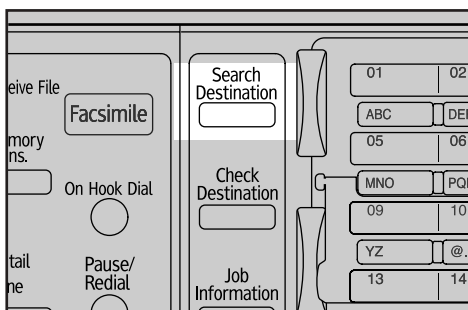 eive File
Facsimile
mory
ns.
On Hook Dial
tail
ne
Pause/
Redial
Search
Destination
Check
Destination
Job
Information
01
02
ABC
DE
05
06
MNO
PQ
09
10
YZ
@.
13
14